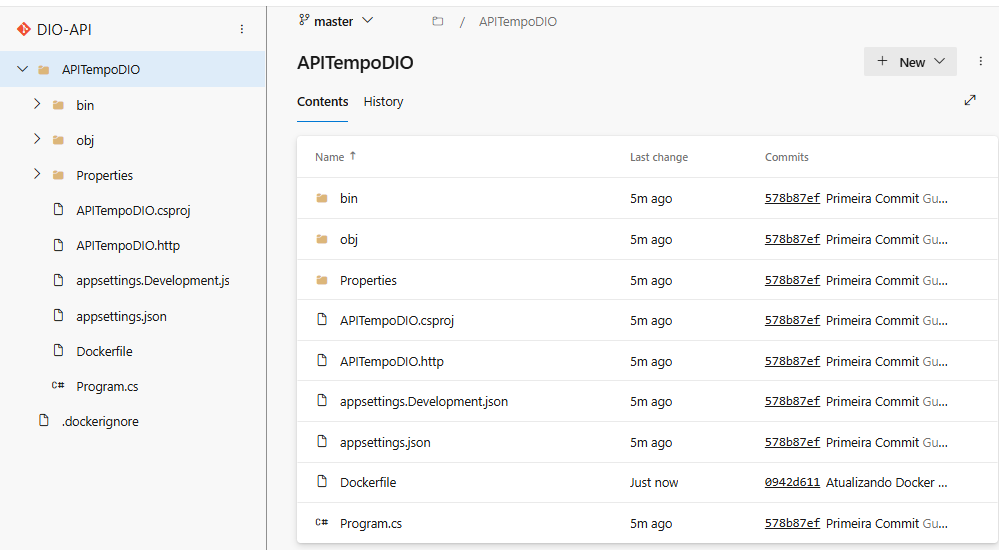 DIO-API
APITempoDIO
bin
obj
Properties
APITempoDIO.csproj
APITempoDIO.http
appsettings.Development.js
appsettings.json
Dockerfile
C# Program.cs
.dockerignore
master / APITempoDIO
APITempoDIO
+ New
Contents History
Name ↑ Last change Commits
bin 5m ago 578b87ef Primeira Commit Gu...
obj 5m ago 578b87ef Primeira Commit Gu...
Properties 5m ago 578b87ef Primeira Commit Gu...
APITempoDIO.csproj 5m ago 578b87ef Primeira Commit Gu...
APITempoDIO.http 5m ago 578b87ef Primeira Commit Gu...
appsettings.Development.json 5m ago 578b87ef Primeira Commit Gu...
appsettings.json 5m ago 578b87ef Primeira Commit Gu...
Dockerfile Just now 0942d611 Atualizando Docker ...
C# Program.cs 5m ago 578b87ef Primeira Commit Gu...